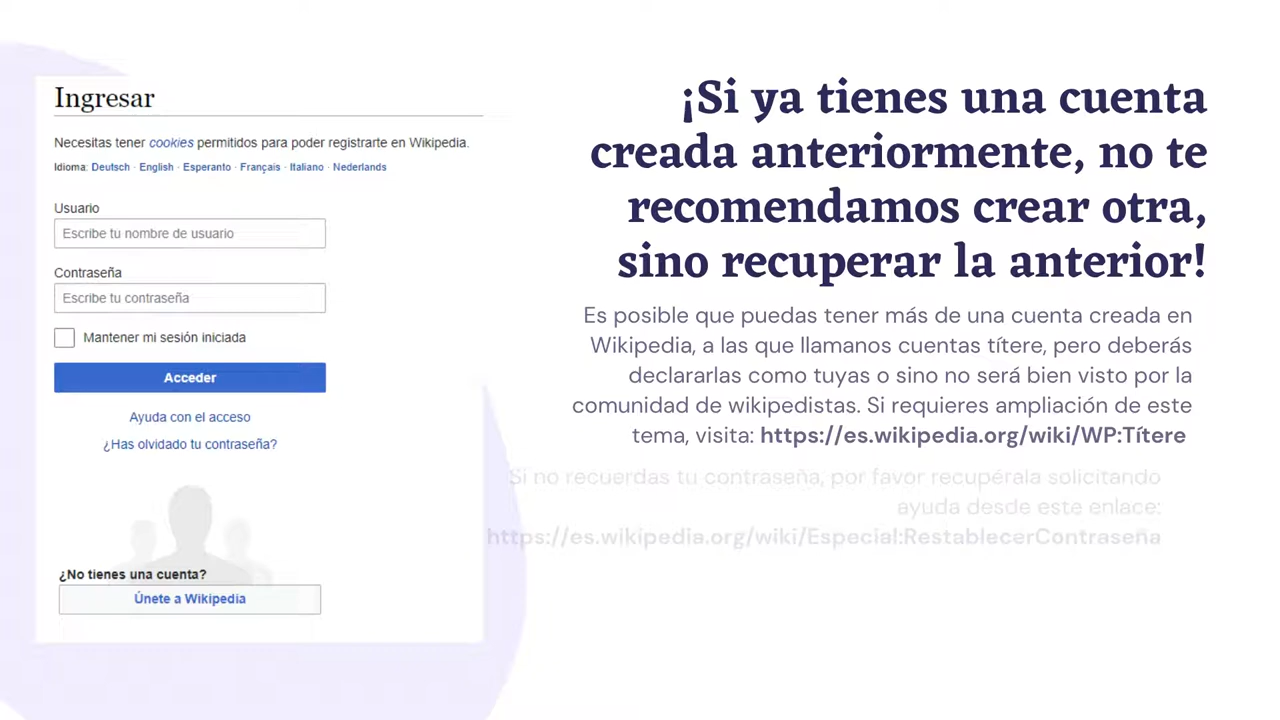 Ingresar
Necesitas tener cookies permitidos para poder registrarte en Wikipedia.
Idioma: Deutsch · English · Esperanto · Français · Italiano · Nederlands
Usuario
Escribe tu nombre de usuario
Contraseña
Escribe tu contraseña
Mantener mi sesión iniciada
Acceder
Ayuda con el acceso
¿Has olvidado tu contraseña?
¿No tienes una cuenta?
Únete a Wikipedia
¡Si ya tienes una cuenta
creada anteriormente, no te
recomendamos crear otra,
sino recuperar la anterior!
Es posible que puedas tener más de una cuenta creada en
Wikipedia, a las que llamanos cuentas títere, pero deberás
declararlas como tuyas o sino no será bien visto por la
comunidad de wikipedistas. Si requieres ampliación de este
tema, visita: https://es.wikipedia.org/wiki/WP:Títere
Si no recuerdas tu contraseña, por favor recupérala solicitando
ayuda desde este enlace:
https://es.wikipedia.org/wiki/Especial:RestablecerContraseña